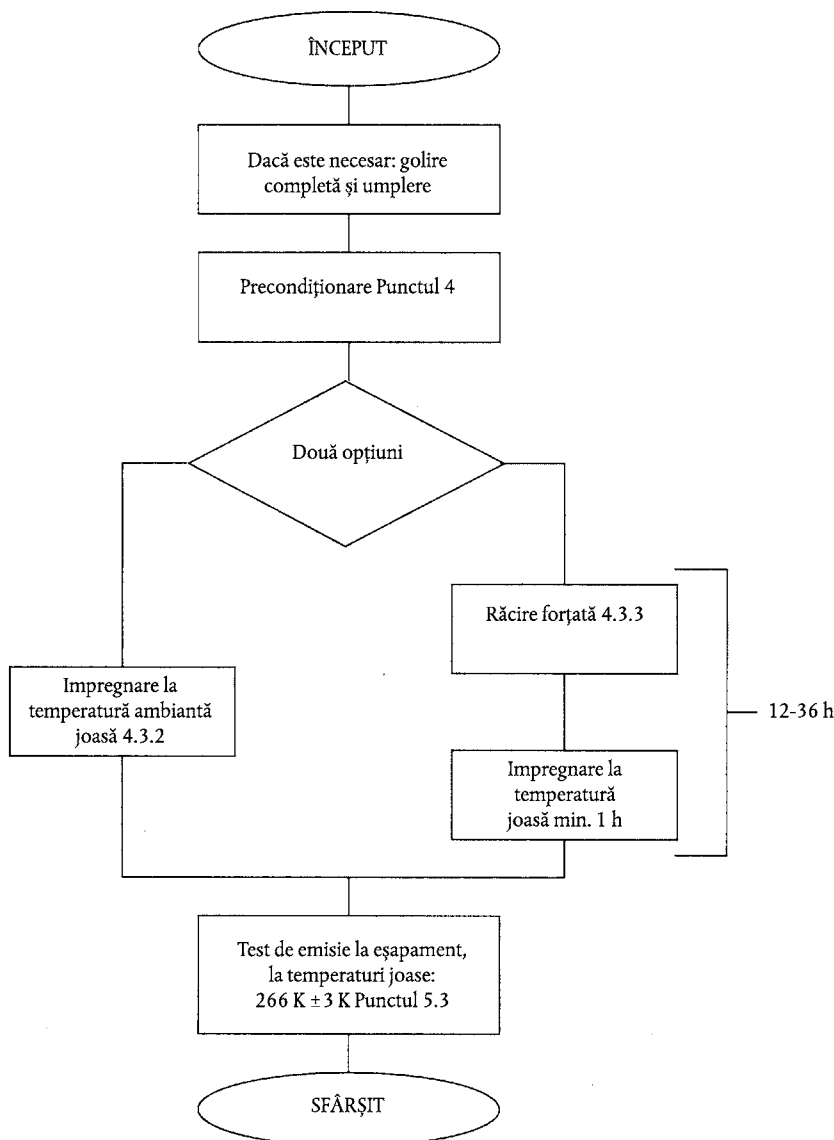 ÎNCEPUT
Dacă este necesar: golire
completă și umplere
Precondiționare Punctul 4
Două opțiuni
Răcire forțată 4.3.3
Impregnare la
temperatură ambiantă
joasă 4.3.2
12-36 h
Impregnare la
temperatură
joasă min. 1 h
Test de emisie la eșapament,
la temperaturi joase:
266 K ± 3 K Punctul 5.3
SFÂRȘIT